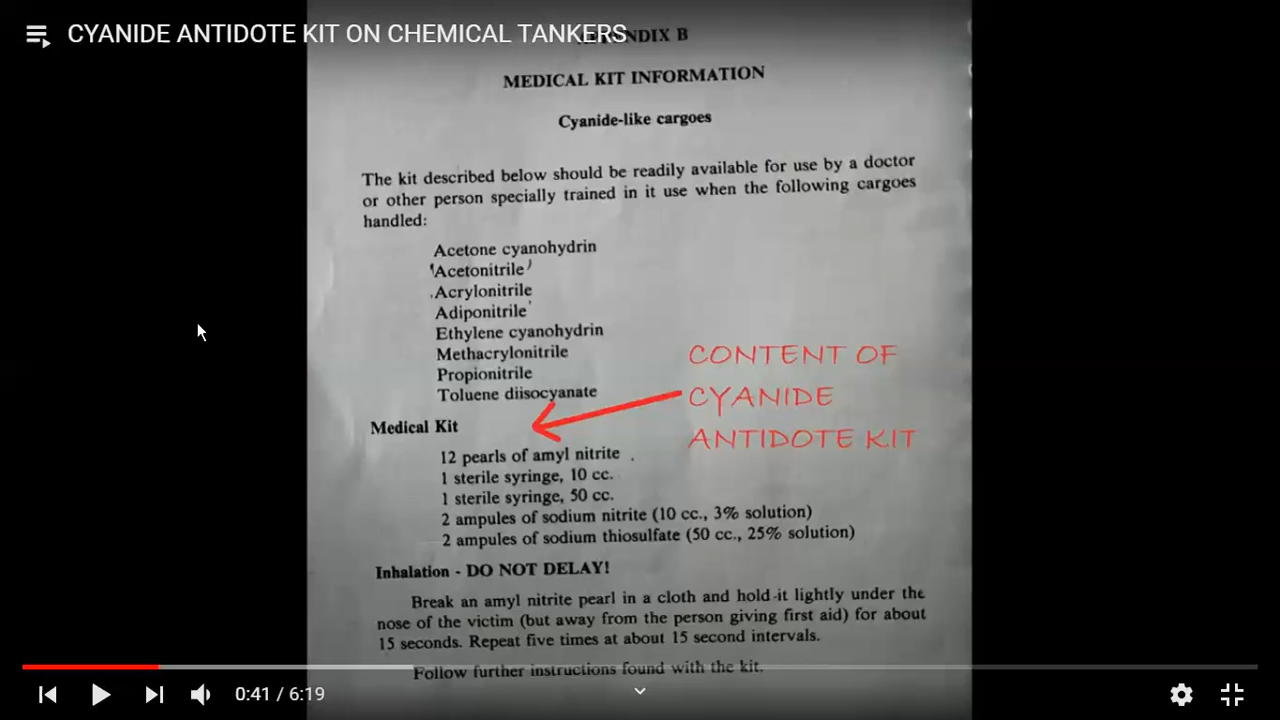 CYANIDE ANTIDOTE KIT ON CHEMICAL TANKERS
NDIX B
MEDICAL KIT INFORMATION
Cyanide-like cargoes
The kit described below should be readily available for use by a doctor
or other person specially trained in it use when the following cargoes
handled:
Acetone cyanohydrin
Acetonitrile
Acrylonitrile
Adiponitrile
Ethylene cyanohydrin
Methacrylonitrile
Propionitrile
Toluene diisocyanate
CONTENT OF
CYANIDE
ANTIDOTE KIT
Medical Kit
12 pearls of amyl nitrite
1 sterile syringe, 10 cc.
1 sterile syringe, 50 cc.
2 ampules of sodium nitrite (10 cc., 3% solution)
2 ampules of sodium thiosulfate (50 cc., 25% solution)
Inhalation - DO NOT DELAY!
Break an amyl nitrite pearl in a cloth and hold it lightly under the
nose of the victim (but away from the person giving first aid) for about
15 seconds. Repeat five times at about 15 second intervals.
Follow further instructions found with the kit.
0:41 / 6:19